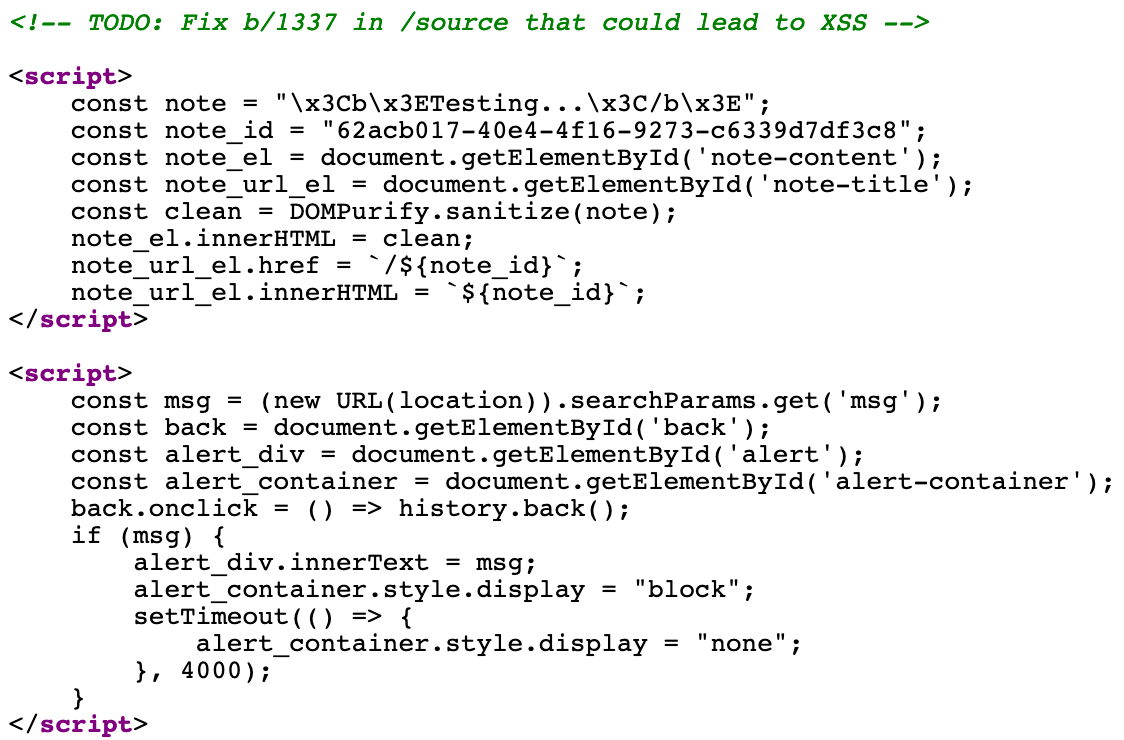 <!-- TODO: Fix b/1337 in /source that could lead to XSS -->
<script>
    const note = "\x3Cb\x3ETesting...\x3C/b\x3E";
    const note_id = "62acb017-40e4-4f16-9273-c6339d7df3c8";
    const note_el = document.getElementById('note-content');
    const note_url_el = document.getElementById('note-title');
    const clean = DOMPurify.sanitize(note);
    note_el.innerHTML = clean;
    note_url_el.href = `/${note_id}`;
    note_url_el.innerHTML = `${note_id}`;
</script>
<script>
    const msg = (new URL(location)).searchParams.get('msg');
    const back = document.getElementById('back');
    const alert_div = document.getElementById('alert');
    const alert_container = document.getElementById('alert-container');
    back.onclick = () => history.back();
    if (msg) {
        alert_div.innerText = msg;
        alert_container.style.display = "block";
        setTimeout(() => {
            alert_container.style.display = "none";
        }, 4000);
    }
</script>